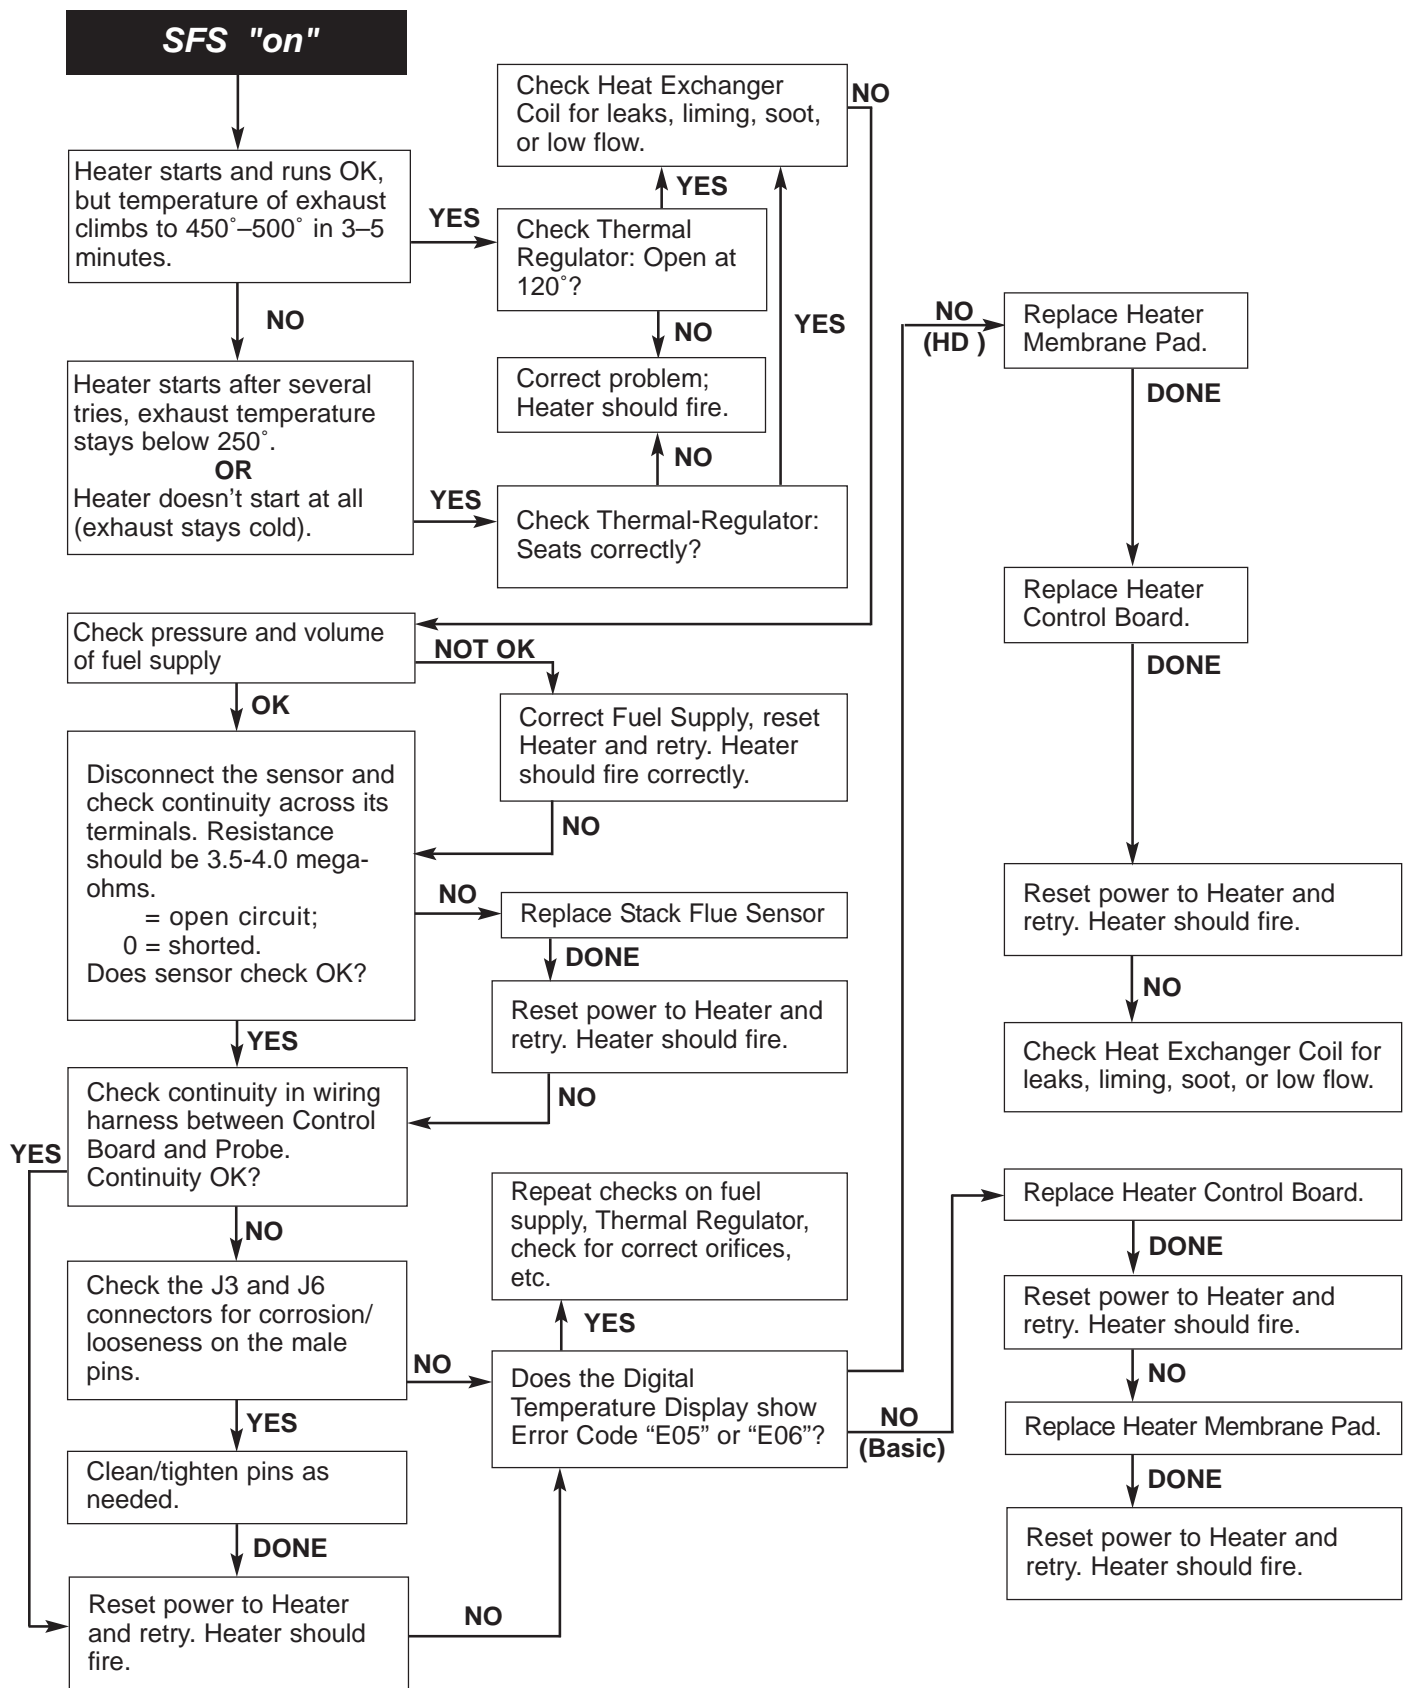 SFS "on"
Heater starts and runs OK,
but temperature of exhaust
climbs to 450˚–500˚ in 3–5
minutes.
YES
NO
Check Thermal
Regulator: Open at
120˚?
YES
NO
Check Heat Exchanger
Coil for leaks, liming, soot,
or low flow.
NO
Correct problem;
Heater should fire.
NO
YES
Heater starts after several
tries, exhaust temperature
stays below 250˚.
OR
Heater doesn't start at all
(exhaust stays cold).
YES
Check Thermal-Regulator:
Seats correctly?
Check pressure and volume
of fuel supply
NOT OK
OK
Correct Fuel Supply, reset
Heater and retry. Heater
should fire correctly.
NO
Disconnect the sensor and
check continuity across its
terminals. Resistance
should be 3.5-4.0 mega-
ohms.
= open circuit;
0 = shorted.
Does sensor check OK?
NO
YES
Replace Stack Flue Sensor
DONE
Reset power to Heater and
retry. Heater should fire.
NO
Check continuity in wiring
harness between Control
Board and Probe.
Continuity OK?
YES
NO
Check the J3 and J6
connectors for corrosion/
looseness on the male
pins.
NO
YES
Clean/tighten pins as
needed.
DONE
Reset power to Heater
and retry. Heater should
fire.
NO
Repeat checks on fuel
supply, Thermal Regulator,
check for correct orifices,
etc.
YES
Does the Digital
Temperature Display show
Error Code “E05” or “E06”?
NO
(HD )
NO
(Basic)
Replace Heater
Membrane Pad.
DONE
Replace Heater
Control Board.
DONE
Reset power to Heater and
retry. Heater should fire.
NO
Check Heat Exchanger Coil for
leaks, liming, soot, or low flow.
Replace Heater Control Board.
DONE
Reset power to Heater and
retry. Heater should fire.
NO
Replace Heater Membrane Pad.
DONE
Reset power to Heater and
retry. Heater should fire.